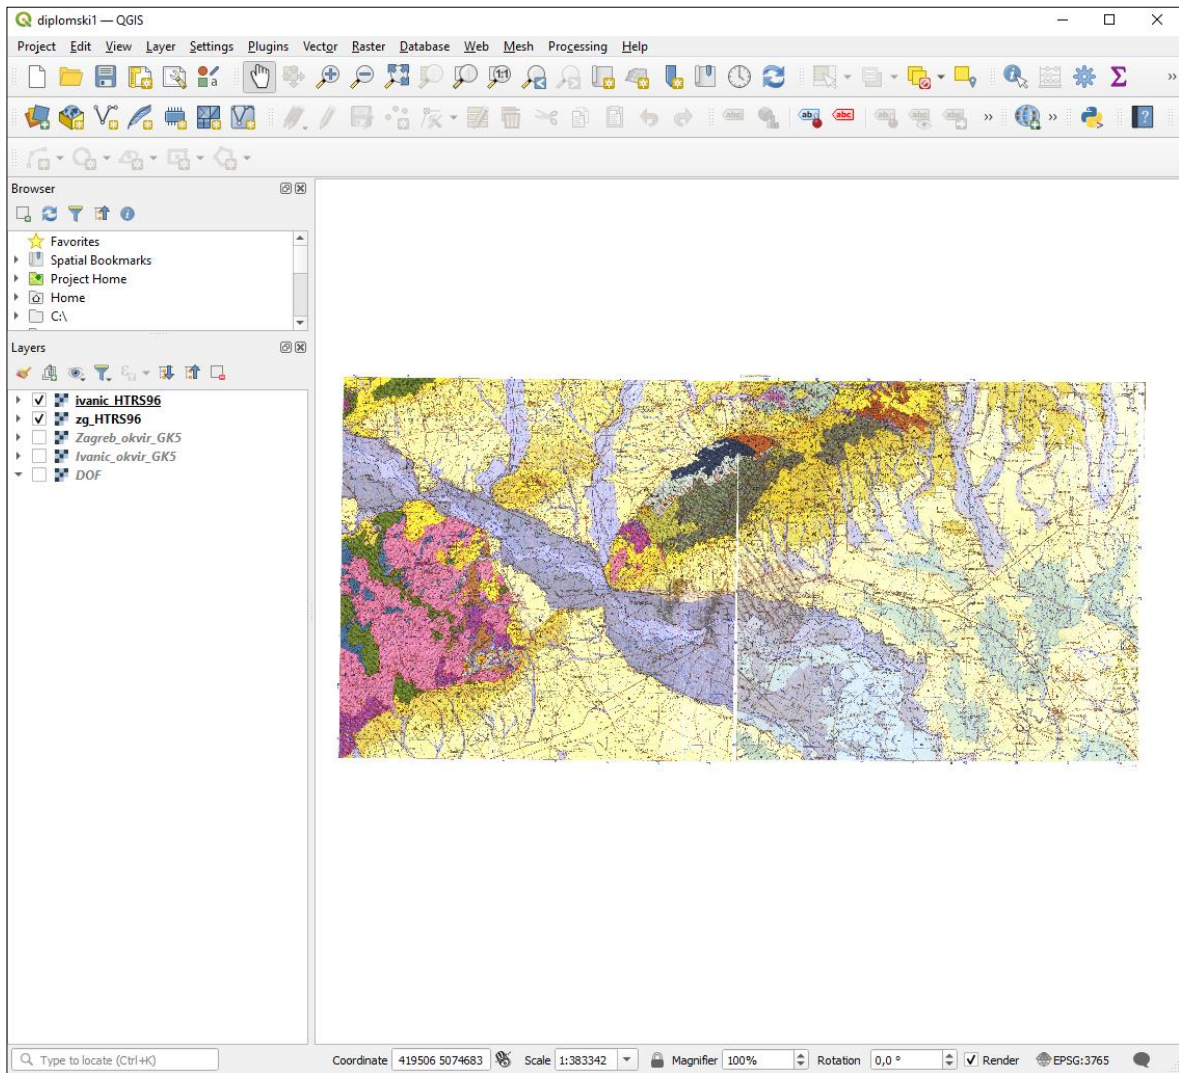 diplomski1 — QGIS
Project Edit View Layer Settings Plugins Vector Raster Database Web Mesh Processing Help
Browser
Favorites
Spatial Bookmarks
Project Home
Home
C:\
Layers
ivanic_HTRS96
zg_HTRS96
Zagreb_okvir_GK5
Ivanic_okvir_GK5
DOF
Type to locate (Ctrl+K) Coordinate 419506 5074683 Scale 1:383342 Magnifier 100% Rotation 0,0 ° Render EPSG:3765